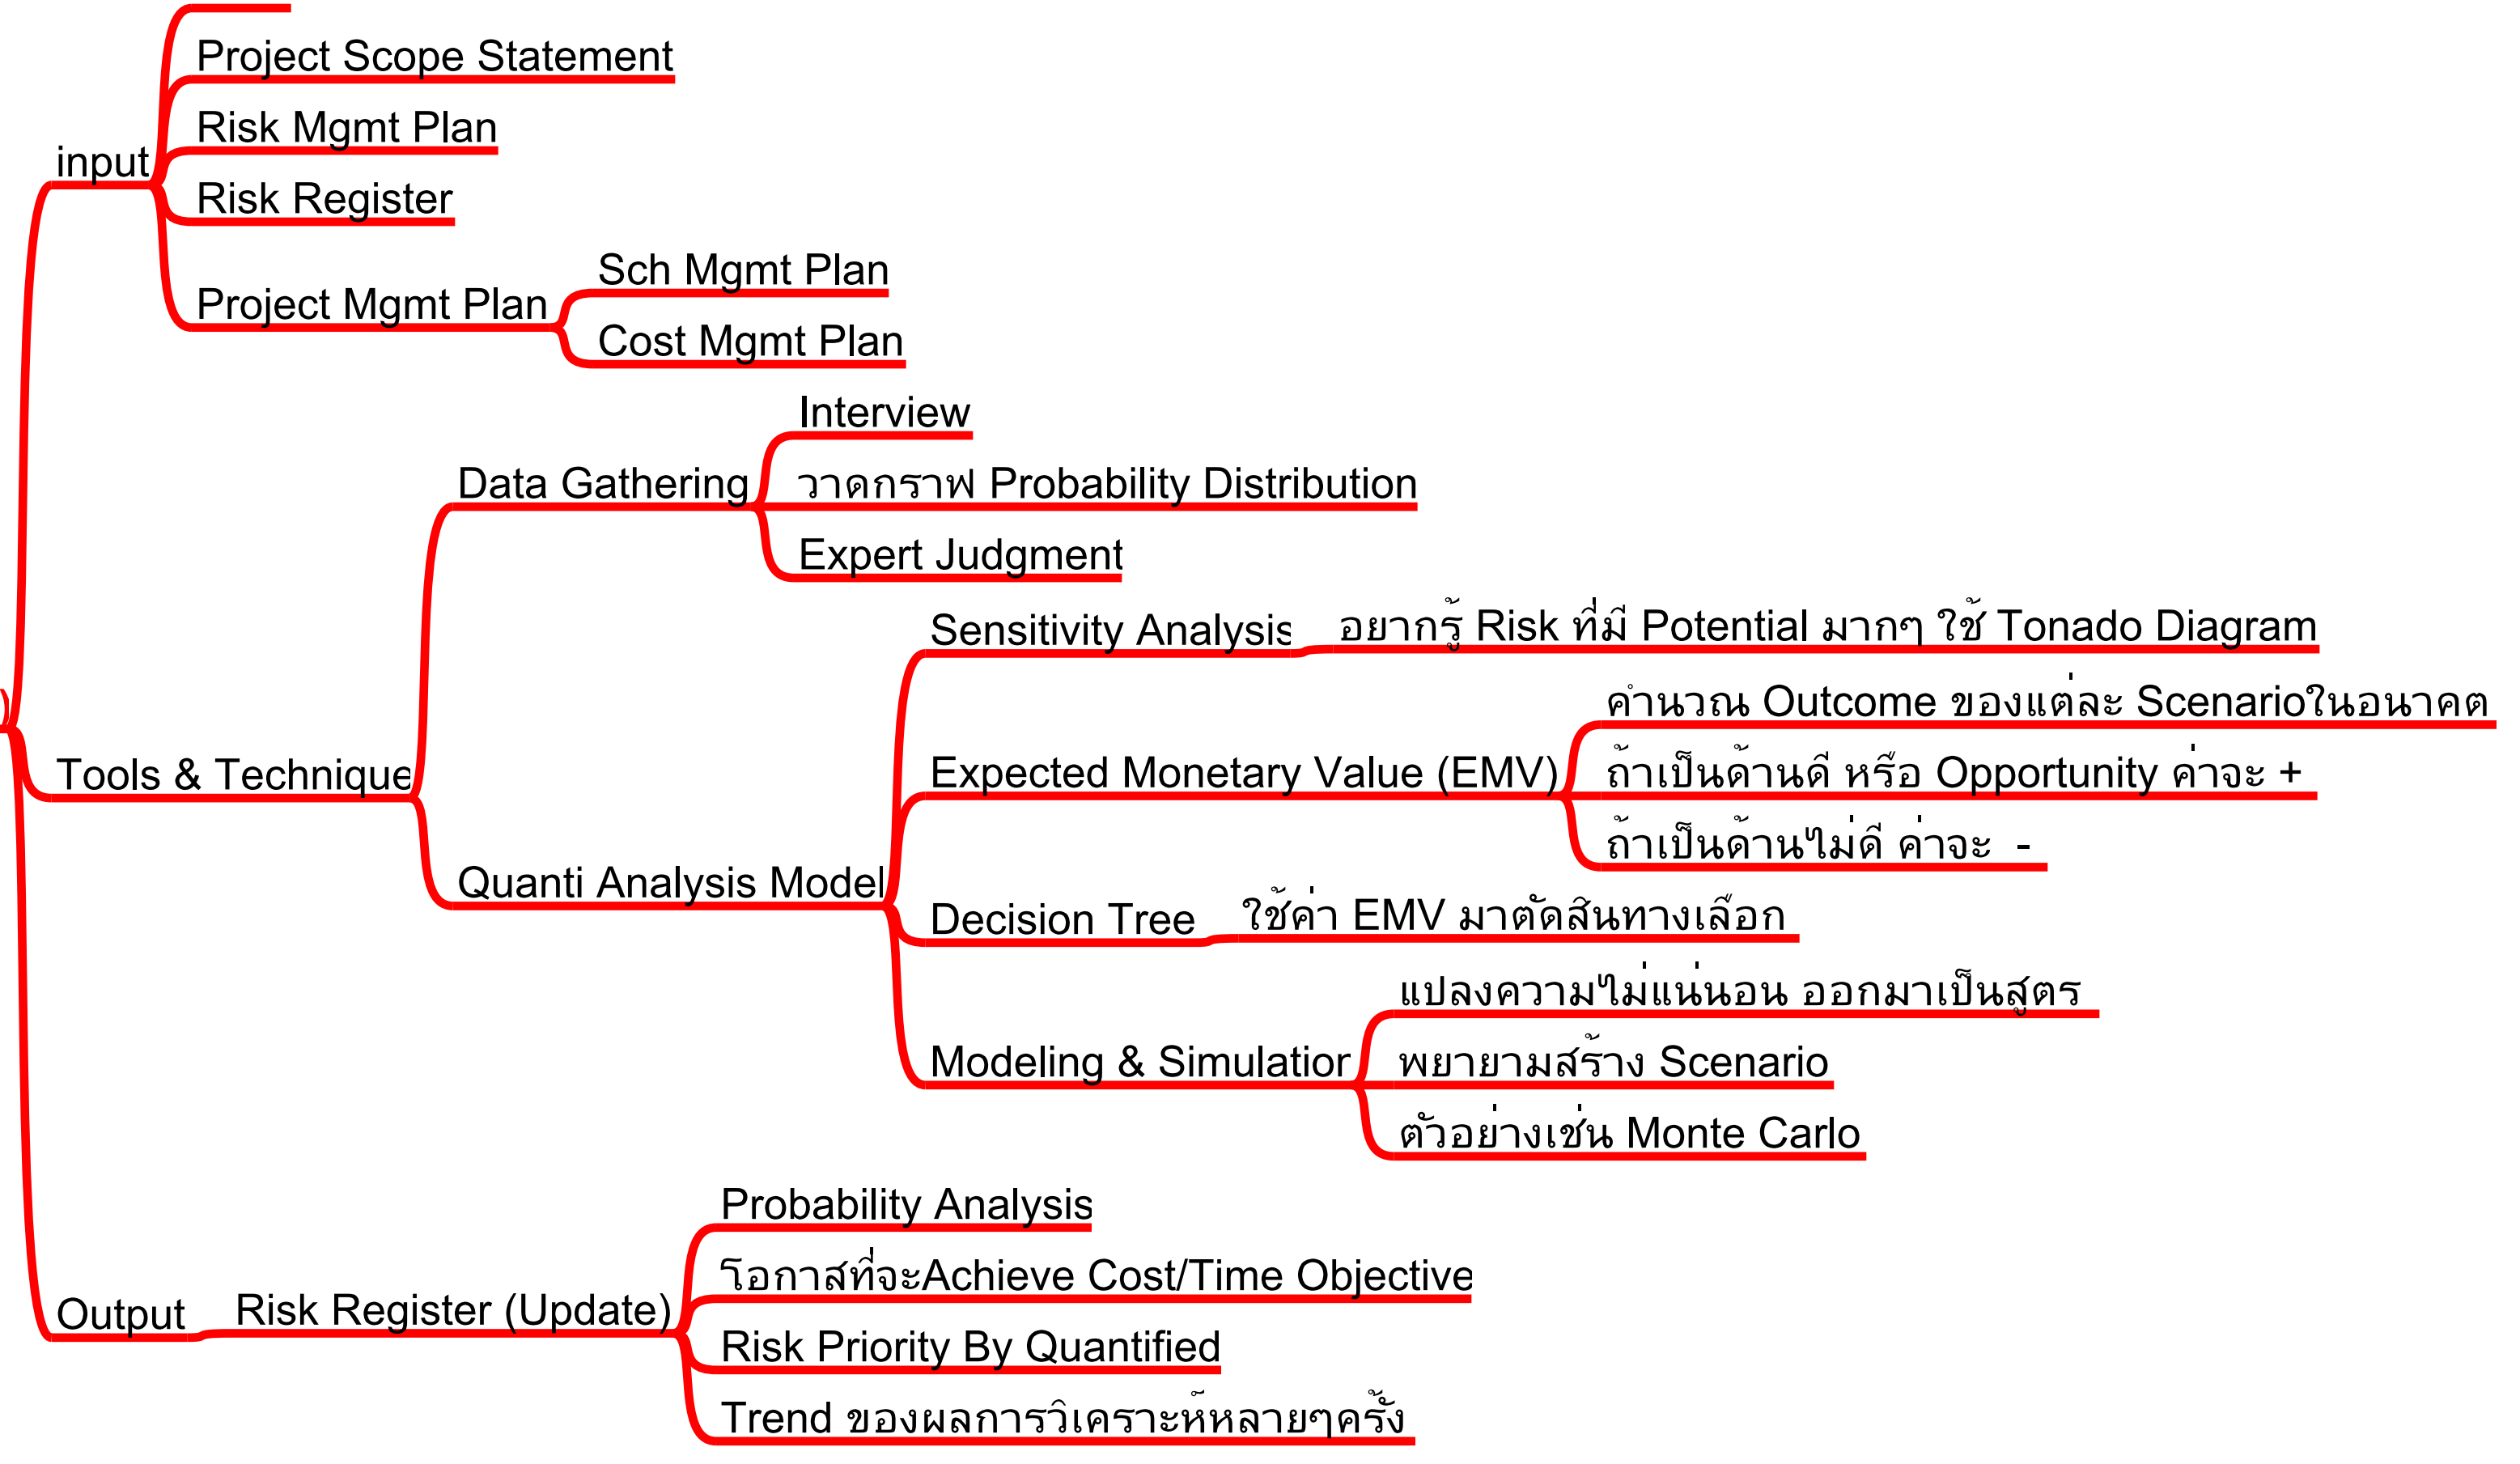 Project Scope Statement
Risk Mgmt Plan
input
Risk Register
Sch Mgmt Plan
Project Mgmt Plan
Cost Mgmt Plan
Interview
Data Gathering
วาดกราฟ Probability Distribution
Expert Judgment
Sensitivity Analysis
อยากรู้ Risk ที่มี Potential มากๆ ใช้ Tonado Diagram
คำนวณ Outcome ของแต่ละ Scenarioในอนาคต
Tools & Technique
Expected Monetary Value (EMV)
ถ้าเป็นด้านดี หรือ Opportunity ค่าจะ +
ถ้าเป็นด้านไม่ดี ค่าจะ -
Quanti Analysis Model
Decision Tree
ใช้ค่า EMV มาตัดสินทางเลือก
แปลงความไม่แน่นอน ออกมาเป็นสูตร
Modeling & Simulation
พยายามสร้าง Scenario
ตัวอย่างเช่น Monte Carlo
Probability Analysis
โอกาสที่จะAchieve Cost/Time Objective
Output
Risk Register (Update)
Risk Priority By Quantified
Trend ของผลการวิเคราะห์หลายๆครั้ง